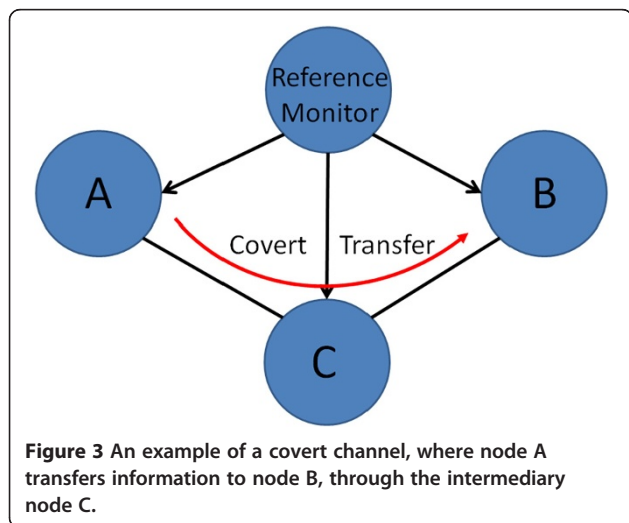 Reference
Monitor
A
B
Covert Transfer
C
Figure 3 An example of a covert channel, where node A
transfers information to node B, through the intermediary
node C.